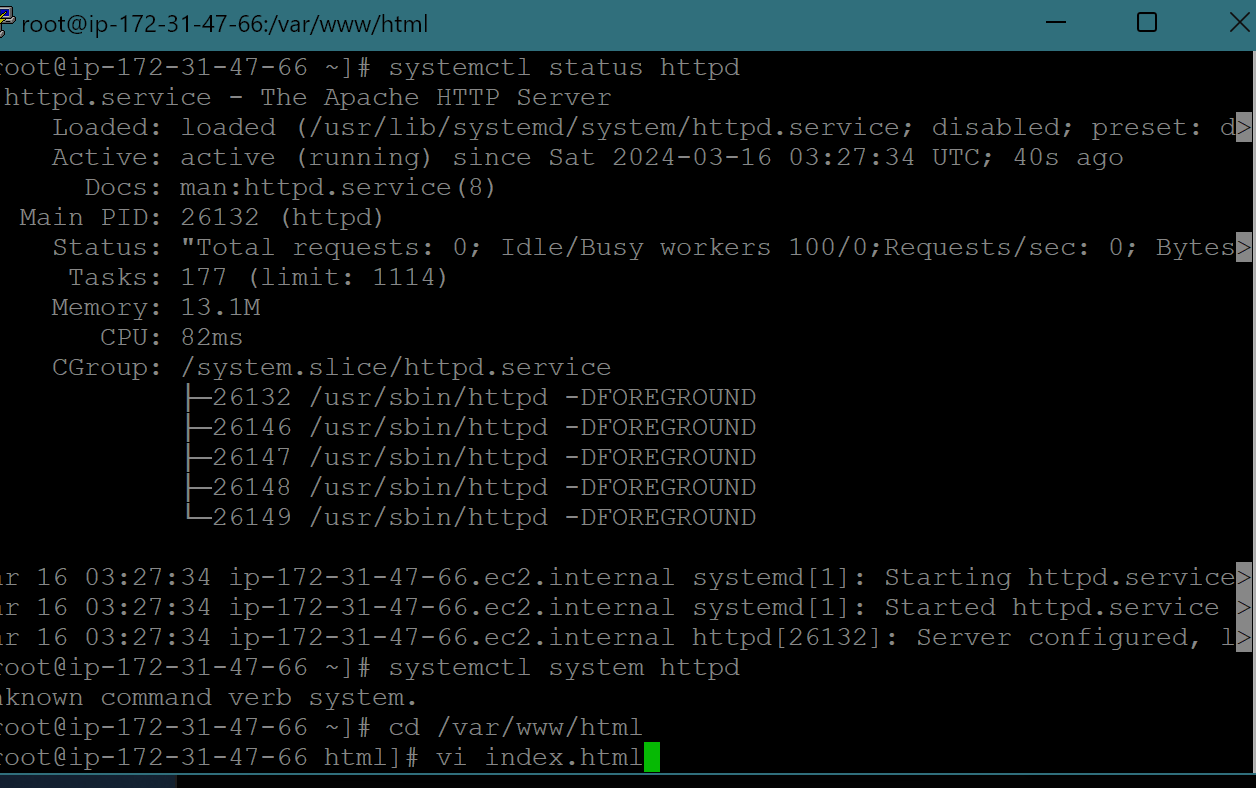 root@ip-172-31-47-66:/var/www/html
root@ip-172-31-47-66 ~]# systemctl status httpd
httpd.service - The Apache HTTP Server
Loaded: loaded (/usr/lib/systemd/system/httpd.service; disabled; preset: d>
Active: active (running) since Sat 2024-03-16 03:27:34 UTC; 40s ago
Docs: man:httpd.service(8)
Main PID: 26132 (httpd)
Status: "Total requests: 0; Idle/Busy workers 100/0;Requests/sec: 0; Bytes>
Tasks: 177 (limit: 1114)
Memory: 13.1M
CPU: 82ms
CGroup: /system.slice/httpd.service
├─26132 /usr/sbin/httpd -DFOREGROUND
├─26146 /usr/sbin/httpd -DFOREGROUND
├─26147 /usr/sbin/httpd -DFOREGROUND
├─26148 /usr/sbin/httpd -DFOREGROUND
└─26149 /usr/sbin/httpd -DFOREGROUND
ar 16 03:27:34 ip-172-31-47-66.ec2.internal systemd[1]: Starting httpd.service>
ar 16 03:27:34 ip-172-31-47-66.ec2.internal systemd[1]: Started httpd.service >
ar 16 03:27:34 ip-172-31-47-66.ec2.internal httpd[26132]: Server configured, l>
root@ip-172-31-47-66 ~]# systemctl system httpd
nknown command verb system.
root@ip-172-31-47-66 ~]# cd /var/www/html
root@ip-172-31-47-66 html]# vi index.html